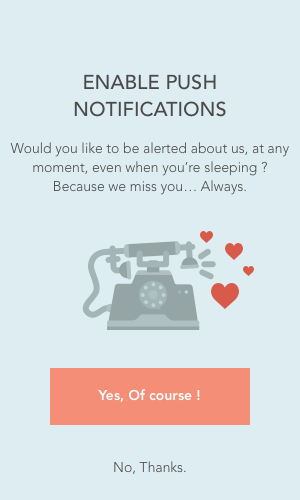 ENABLE PUSH
NOTIFICATIONS
Would you like to be alerted about us, at any
moment, even when you’re sleeping ?
Because we miss you… Always.
Yes, Of course !
No, Thanks.